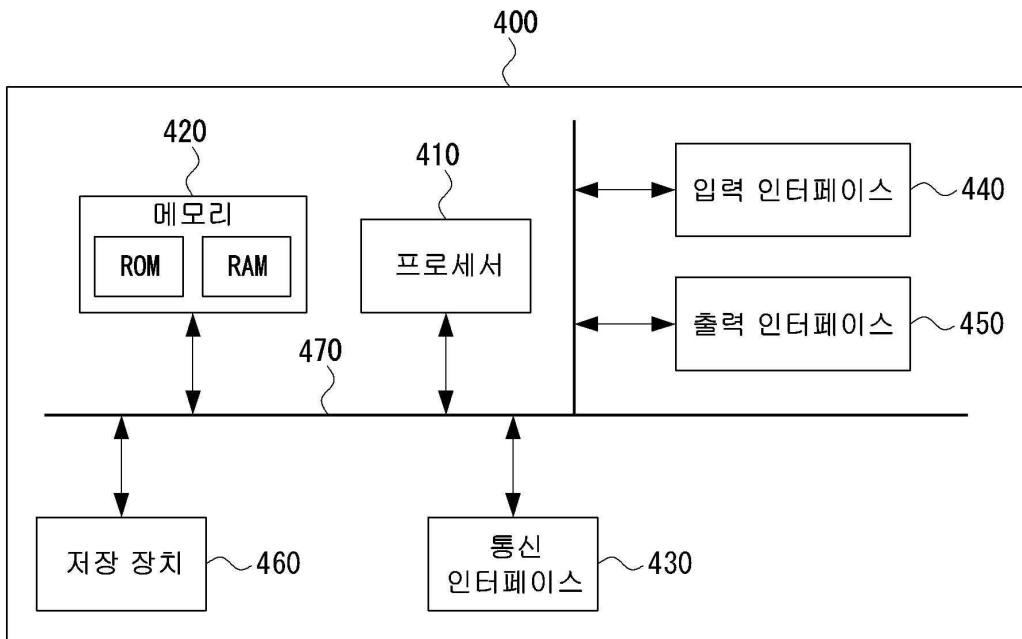 400
420
410
메모리
ROM
RAM
프로세서
입력 인터페이스
440
출력 인터페이스
450
470
저장 장치
460
통신
인터페이스
430